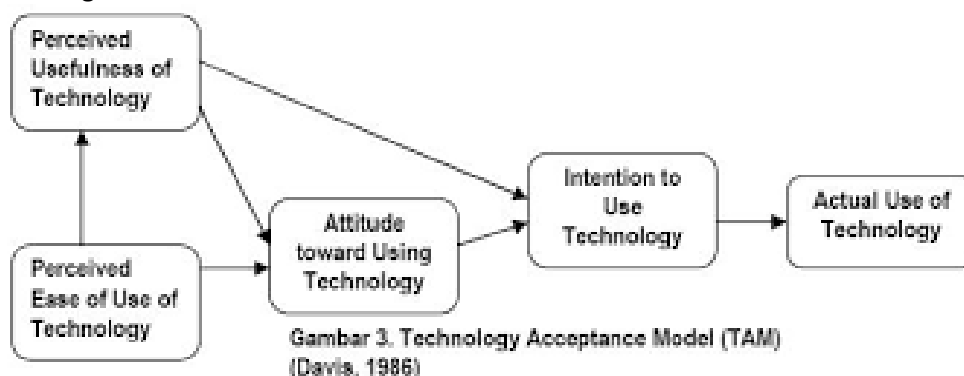 Perceived
Usefulness of
Technology
Perceived
Ease of Use of
Technology
Attitude
toward Using
Technology
Intention to
Use
Technology
Actual Use of
Technology
Gambar 3. Technology Acceptance Model (TAM)
(Davis, 1986)